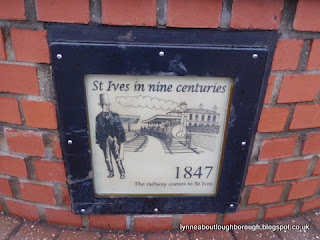 St Ives in nine centuries
1847
The railway comes to St Ives
lynneaboutloughborough.blogspot.co.uk